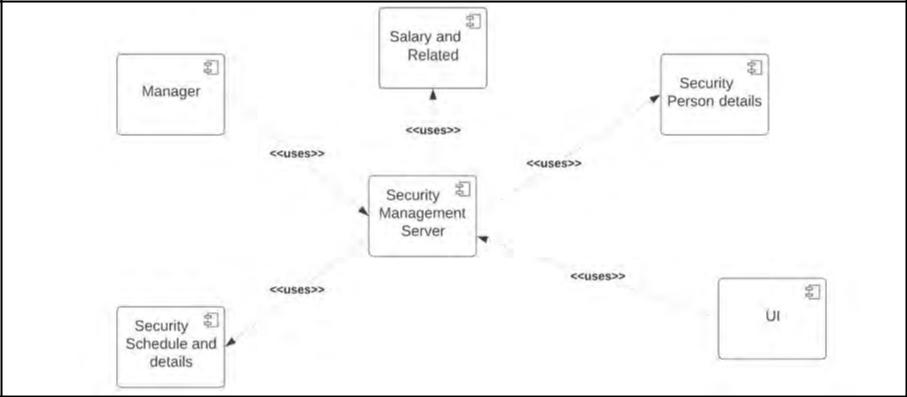 Salary and
Related
Manager
Security
Person details
<<uses>>
<<uses>>
<<uses>>
Security
Management
Server
<<uses>>
<<uses>>
Security
Schedule and
details
UI